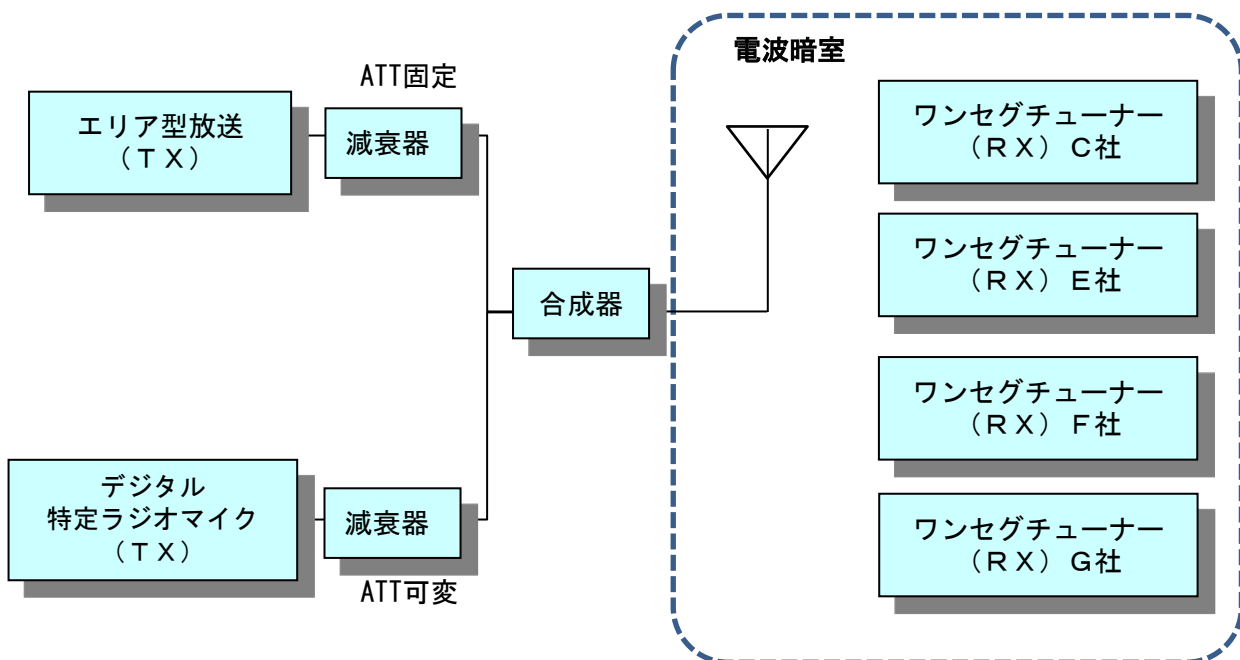 ATT固定
エリア型放送
（ＴＸ）
減衰器
デジタル
特定ラジオマイク
（ＴＸ）
減衰器
ATT可変
合成器
電波暗室
ワンセグチューナー
（ＲＸ）Ｃ社
ワンセグチューナー
（ＲＸ）Ｅ社
ワンセグチューナー
（ＲＸ）Ｆ社
ワンセグチューナー
（ＲＸ）Ｇ社